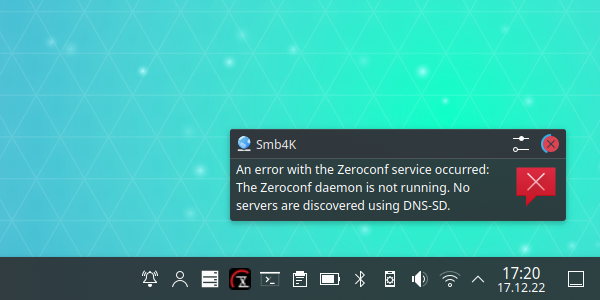 Smb4K
An error with the Zeroconf service occurred:
The Zeroconf daemon is not running. No
servers are discovered using DNS-SD.
17:20
17.12.22